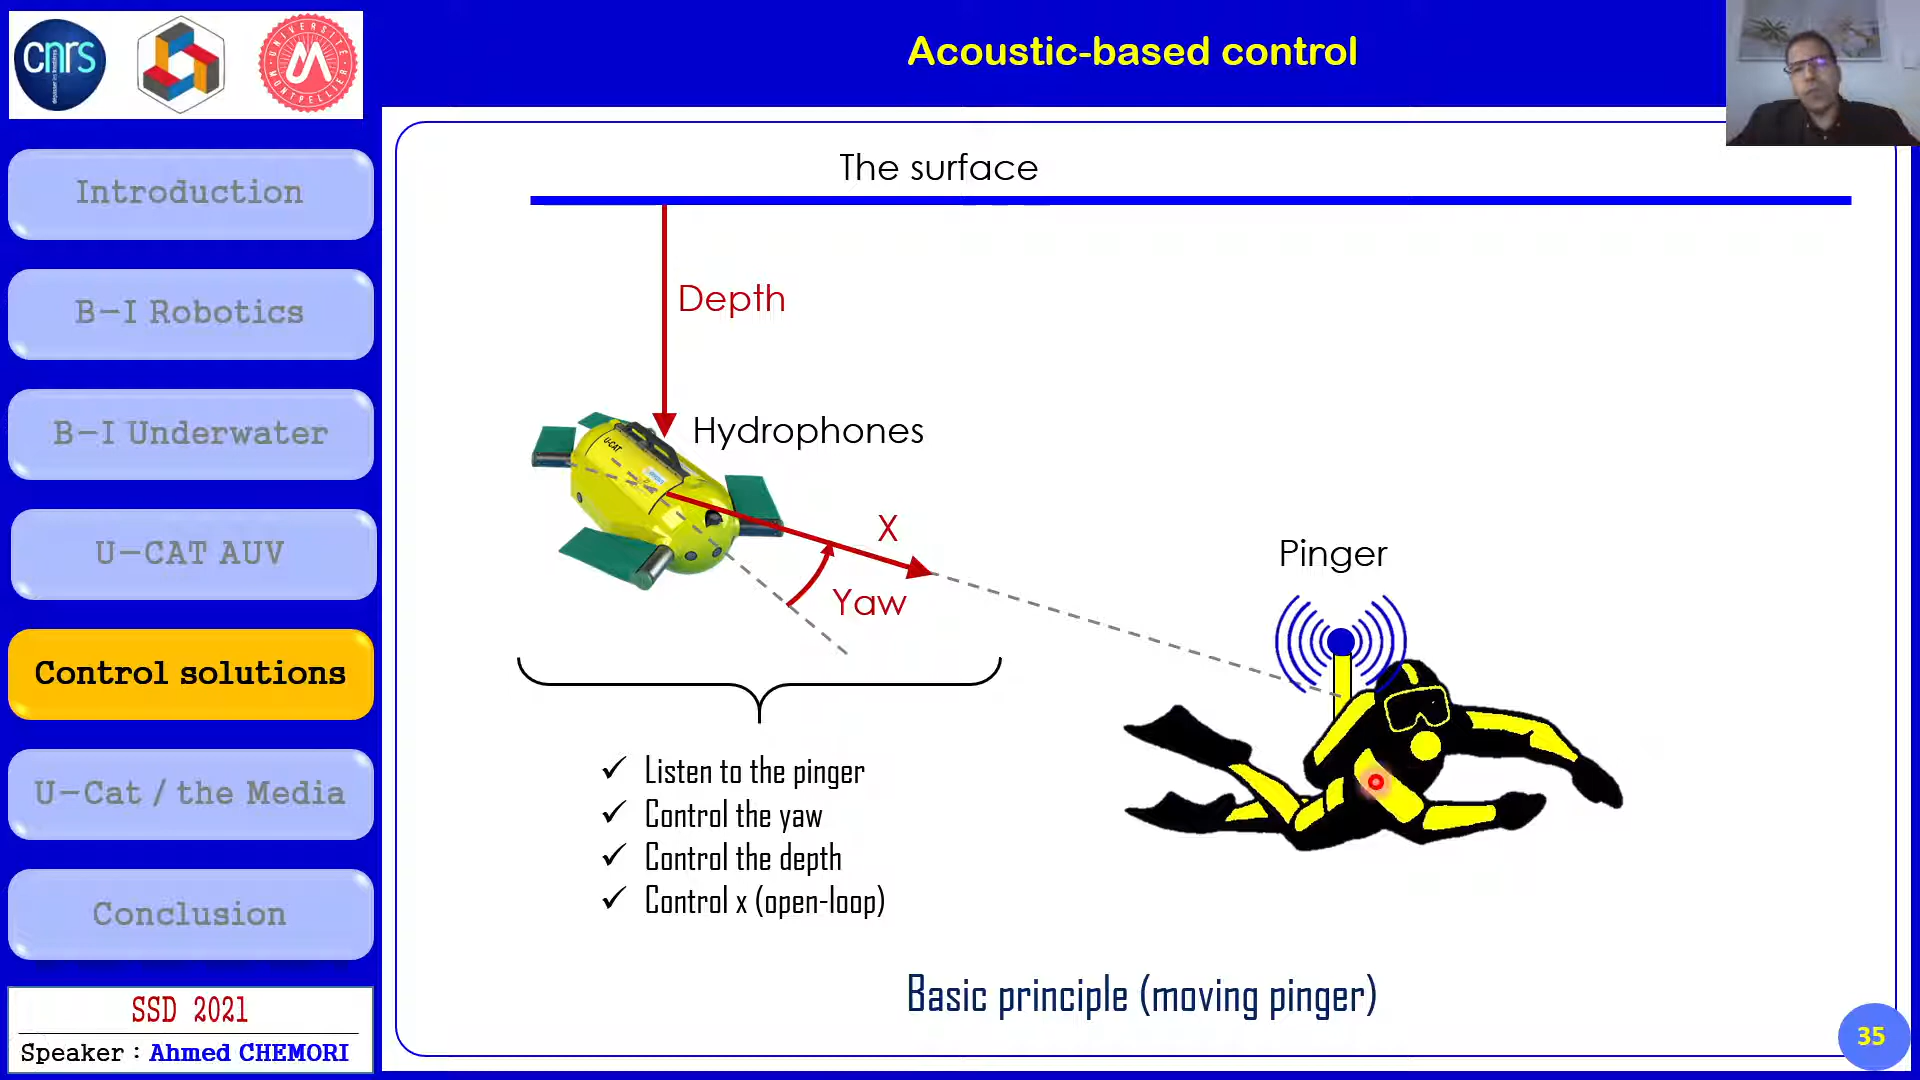 cnrs
UNIVERSITÉ
MONTPELLIER
Acoustic-based control
Introduction
B-I Robotics
B-I Underwater
U-CAT AUV
Control solutions
U-Cat / the Media
Conclusion
SSD 2021
Speaker : Ahmed CHEMORI
The surface
Depth
Hydrophones
U-CAT
X
Yaw
Pinger
✓ Listen to the pinger
✓ Control the yaw
✓ Control the depth
✓ Control x (open-loop)
Basic principle (moving pinger)
35